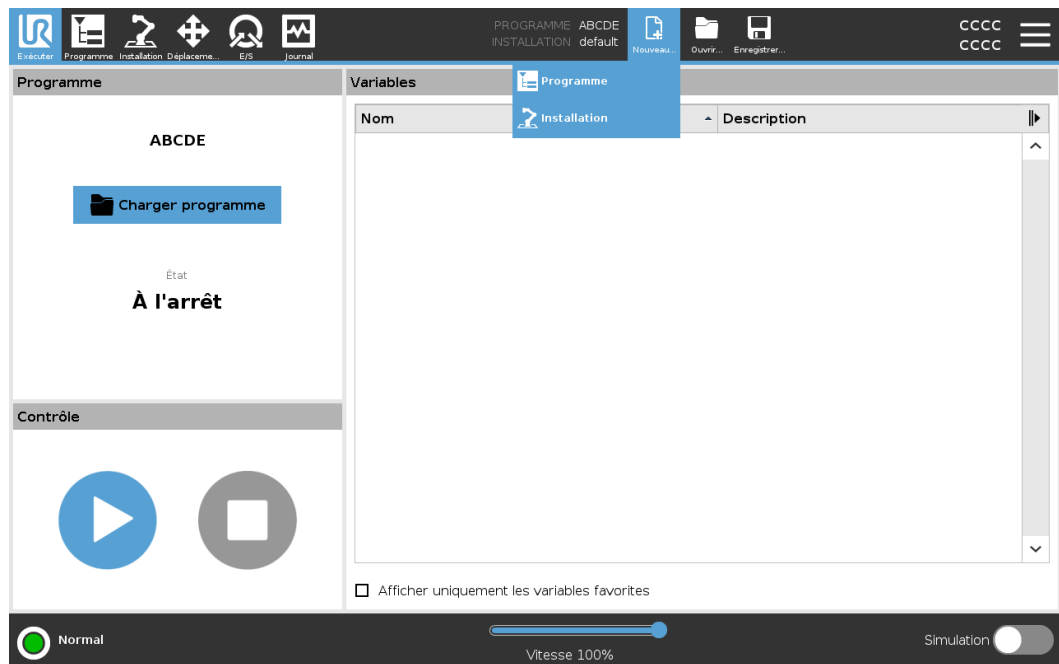 Exécuter
Programme
Installation
Déplaceme...
E/S
Journal
PROGRAMME ABCDE
INSTALLATION default
Nouveau...
Ouvrir...
Enregistrer...
CCCC
CCCC
Programme
Installation
Programme
ABCDE
Charger programme
État
À l'arrêt
Contrôle
Variables
Nom
Description
Afficher uniquement les variables favorites
Normal
Vitesse 100%
Simulation